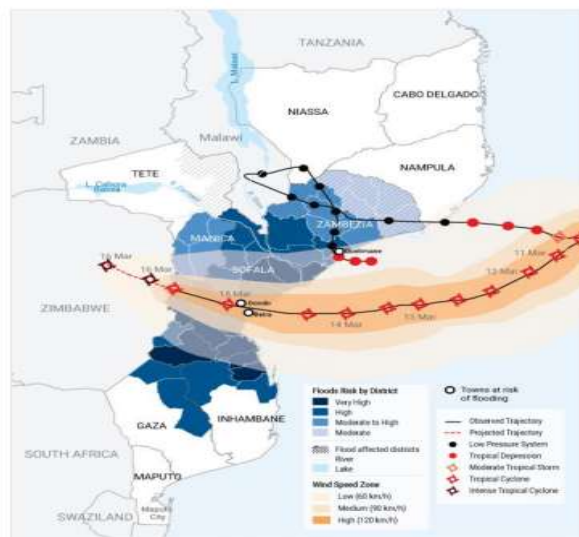 TANZANIA
CABO DELGADO
NIASSA
L. Malawi
ZAMBIA
Malawi
NAMPULA
TETE
L. Cahora
Bassa
ZAMBEZIA
MANICA
SOFALA
Quelimane
16 Mar
16 Mar
15 Mar
11 Mar
12 Mar
Dondo
Beira
14 Mar
ZIMBABWE
GAZA
INHAMBANE
SOUTH AFRICA
MAPUTO
Maputo
City
SWAZILAND
Floods Risk by District
Very High
High
Moderate to High
Moderate
Flood affected districts
River
Lake
Wind Speed Zone
Low (60 km/h)
Medium (90 km/h)
High (120 km/h)
Towns at risk
of flooding
Observed Trajectory
Projected Trajectory
Low Pressure System
Tropical Depression
Moderate Tropical Storm
Tropical Cyclone
Intense Tropical Cyclone